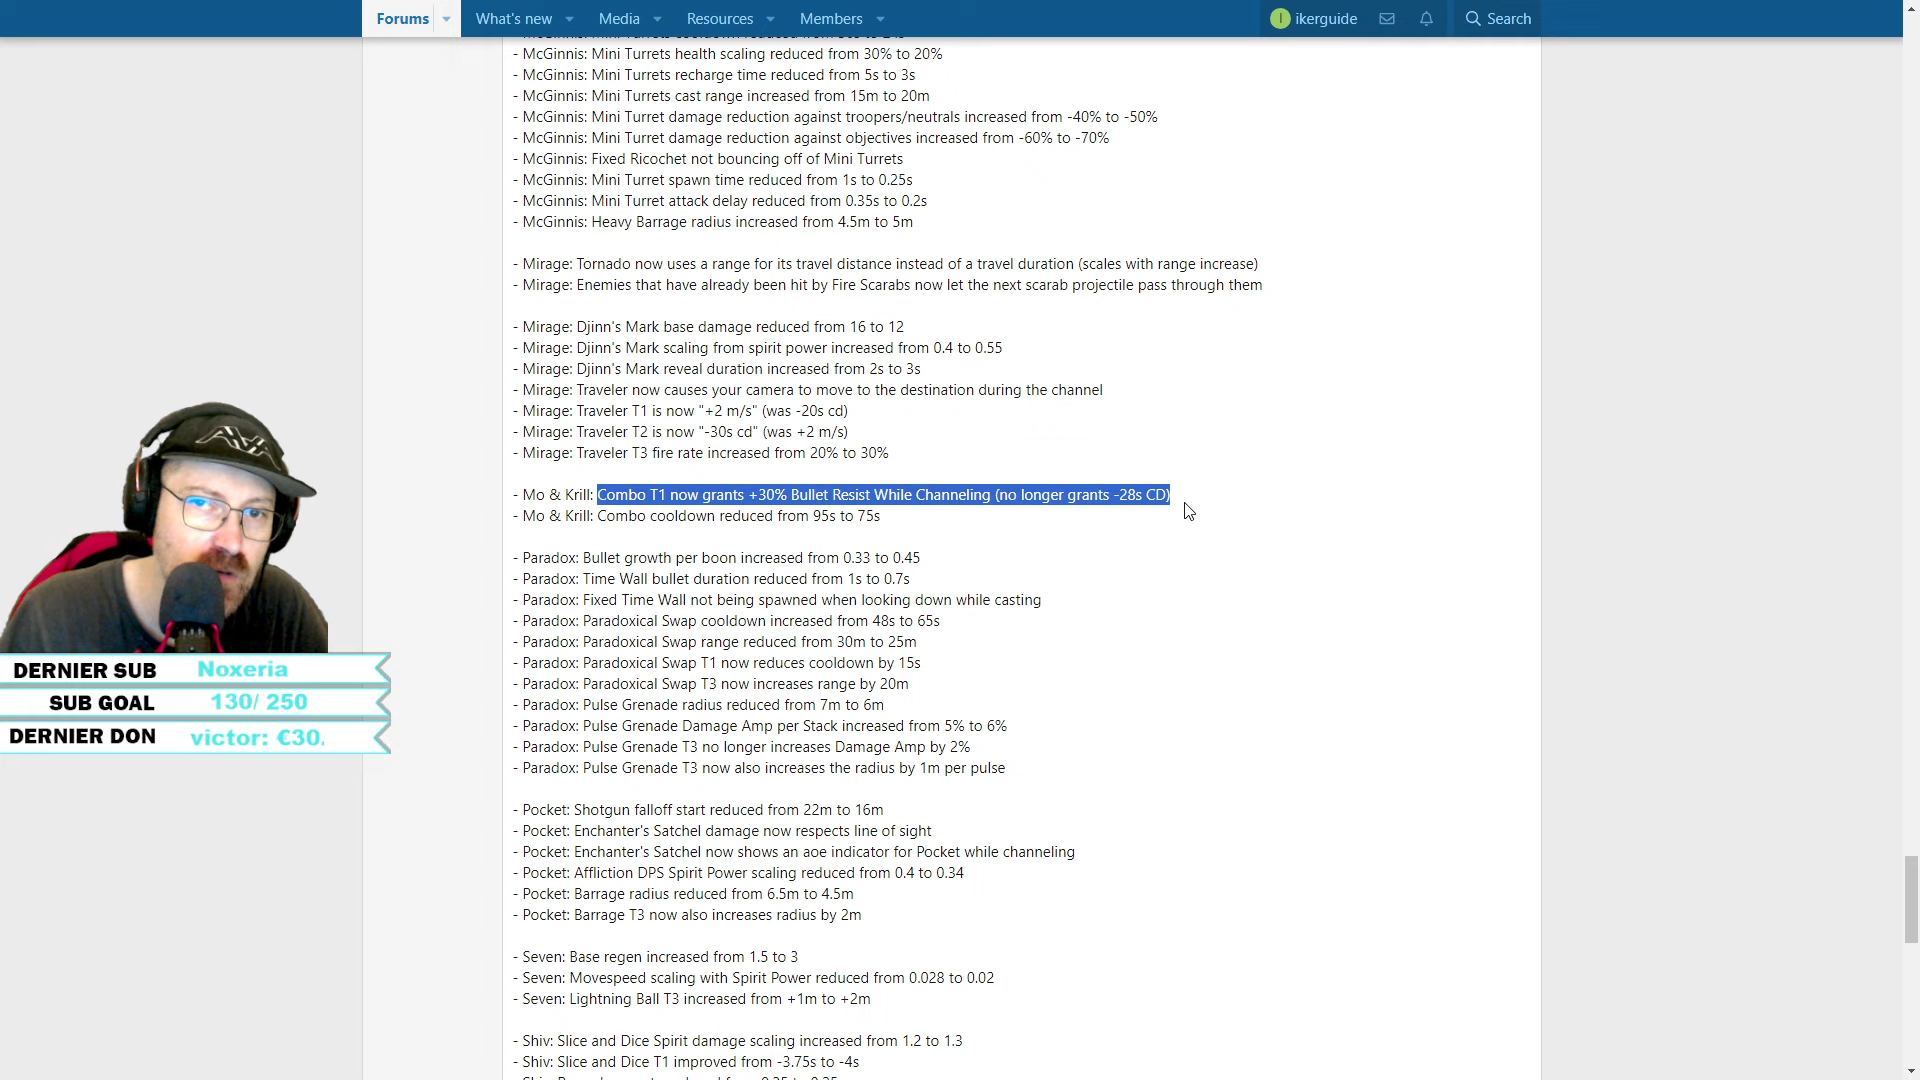 Forums What's new Media Resources Members ikerguide Search
- McGinnis: Mini Turrets health scaling reduced from 30% to 20%
- McGinnis: Mini Turrets recharge time reduced from 5s to 3s
- McGinnis: Mini Turrets cast range increased from 15m to 20m
- McGinnis: Mini Turret damage reduction against troopers/neutrals increased from -40% to -50%
- McGinnis: Mini Turret damage reduction against objectives increased from -60% to -70%
- McGinnis: Fixed Ricochet not bouncing off of Mini Turrets
- McGinnis: Mini Turret spawn time reduced from 1s to 0.25s
- McGinnis: Mini Turret attack delay reduced from 0.35s to 0.2s
- McGinnis: Heavy Barrage radius increased from 4.5m to 5m
- Mirage: Tornado now uses a range for its travel distance instead of a travel duration (scales with range increase)
- Mirage: Enemies that have already been hit by Fire Scarabs now let the next scarab projectile pass through them
- Mirage: Djinn's Mark base damage reduced from 16 to 12
- Mirage: Djinn's Mark scaling from spirit power increased from 0.4 to 0.55
- Mirage: Djinn's Mark reveal duration increased from 2s to 3s
- Mirage: Traveler now causes your camera to move to the destination during the channel
- Mirage: Traveler T1 is now "+2 m/s" (was -20s cd)
- Mirage: Traveler T2 is now "-30s cd" (was +2 m/s)
- Mirage: Traveler T3 fire rate increased from 20% to 30%
- Mo & Krill: Combo T1 now grants +30% Bullet Resist While Channeling (no longer grants -28s CD)
- Mo & Krill: Combo cooldown reduced from 95s to 75s
- Paradox: Bullet growth per boon increased from 0.33 to 0.45
- Paradox: Time Wall bullet duration reduced from 1s to 0.7s
- Paradox: Fixed Time Wall not being spawned when looking down while casting
- Paradox: Paradoxical Swap cooldown increased from 48s to 65s
- Paradox: Paradoxical Swap range reduced from 30m to 25m
- Paradox: Paradoxical Swap T1 now reduces cooldown by 15s
- Paradox: Paradoxical Swap T3 now increases range by 20m
- Paradox: Pulse Grenade radius reduced from 7m to 6m
- Paradox: Pulse Grenade Damage Amp per Stack increased from 5% to 6%
- Paradox: Pulse Grenade T3 no longer increases Damage Amp by 2%
- Paradox: Pulse Grenade T3 now also increases the radius by 1m per pulse
- Pocket: Shotgun falloff start reduced from 22m to 16m
- Pocket: Enchanter's Satchel damage now respects line of sight
- Pocket: Enchanter's Satchel now shows an aoe indicator for Pocket while channeling
- Pocket: Affliction DPS Spirit Power scaling reduced from 0.4 to 0.34
- Pocket: Barrage radius reduced from 6.5m to 4.5m
- Pocket: Barrage T3 now also increases radius by 2m
- Seven: Base regen increased from 1.5 to 3
- Seven: Movespeed scaling with Spirit Power reduced from 0.028 to 0.02
- Seven: Lightning Ball T3 increased from +1m to +2m
- Shiv: Slice and Dice Spirit damage scaling increased from 1.2 to 1.3
- Shiv: Slice and Dice T1 improved from -3.75s to -4s
DERNIER SUB Noxeria
SUB GOAL 130/ 250
DERNIER DON victor: €30.